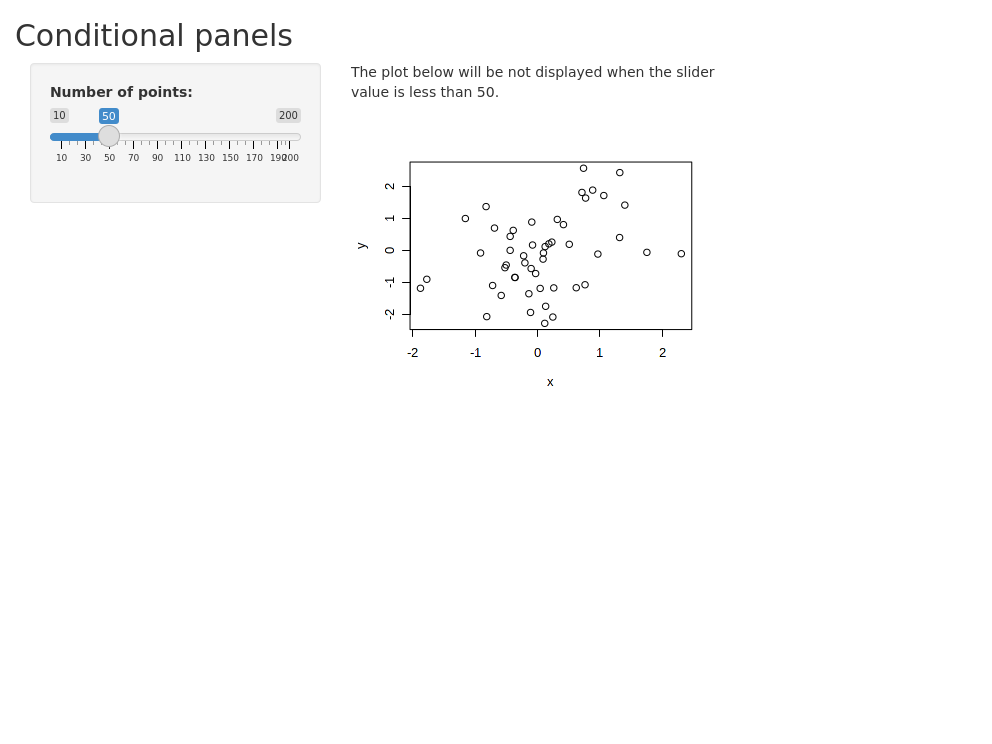 Conditional panels
Number of points:
10 50 200
10 30 50 70 90 110 130 150 170 190 200
The plot below will be not displayed when the slider
value is less than 50.
2
1
0
-1
-2
y
-2 -1 0 1 2
x